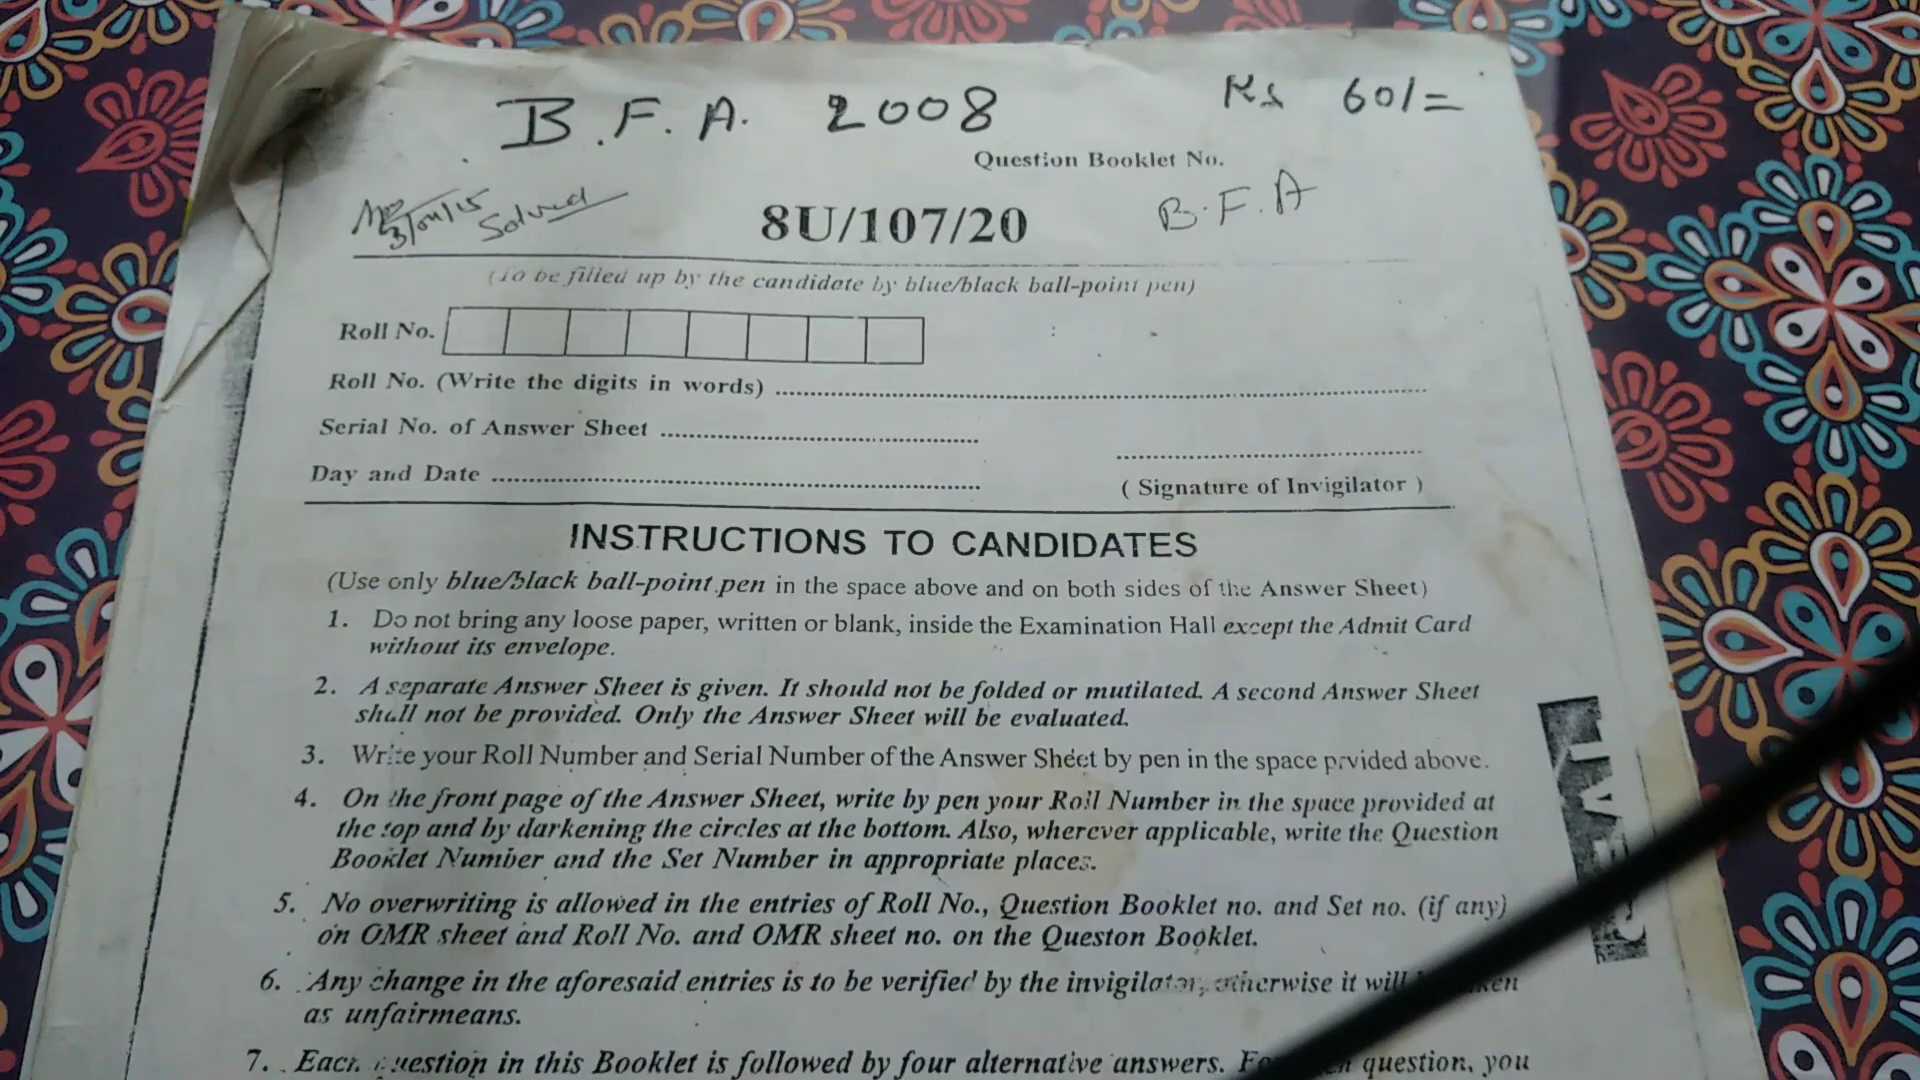 B.F.A. 2008
Rs 60/=
Question Booklet No.
3/04/15
Solved
8U/107/20
B.F.A
(To be filled up by the candidate by blue/black ball-point pen)
Roll No.
Roll No. (Write the digits in words)
Serial No. of Answer Sheet
Day and Date
( Signature of Invigilator )
INSTRUCTIONS TO CANDIDATES
(Use only blue/black ball-point pen in the space above and on both sides of the Answer Sheet)
1. Do not bring any loose paper, written or blank, inside the Examination Hall except the Admit Card
without its envelope.
2. A separate Answer Sheet is given. It should not be folded or mutilated. A second Answer Sheet
shall not be provided. Only the Answer Sheet will be evaluated.
3. Write your Roll Number and Serial Number of the Answer Sheet by pen in the space prvided above.
4. On the front page of the Answer Sheet, write by pen your Roll Number in the space provided at
the top and by darkening the circles at the bottom. Also, wherever applicable, write the Question
Booklet Number and the Set Number in appropriate places.
5. No overwriting is allowed in the entries of Roll No., Question Booklet no. and Set no. (if any)
on OMR sheet and Roll No. and OMR sheet no. on the Queston Booklet.
6. Any change in the aforesaid entries is to be verified by the invigilator, otherwise it will
as unfairmeans.
7. Each question in this Booklet is followed by four alternative answers. question, you